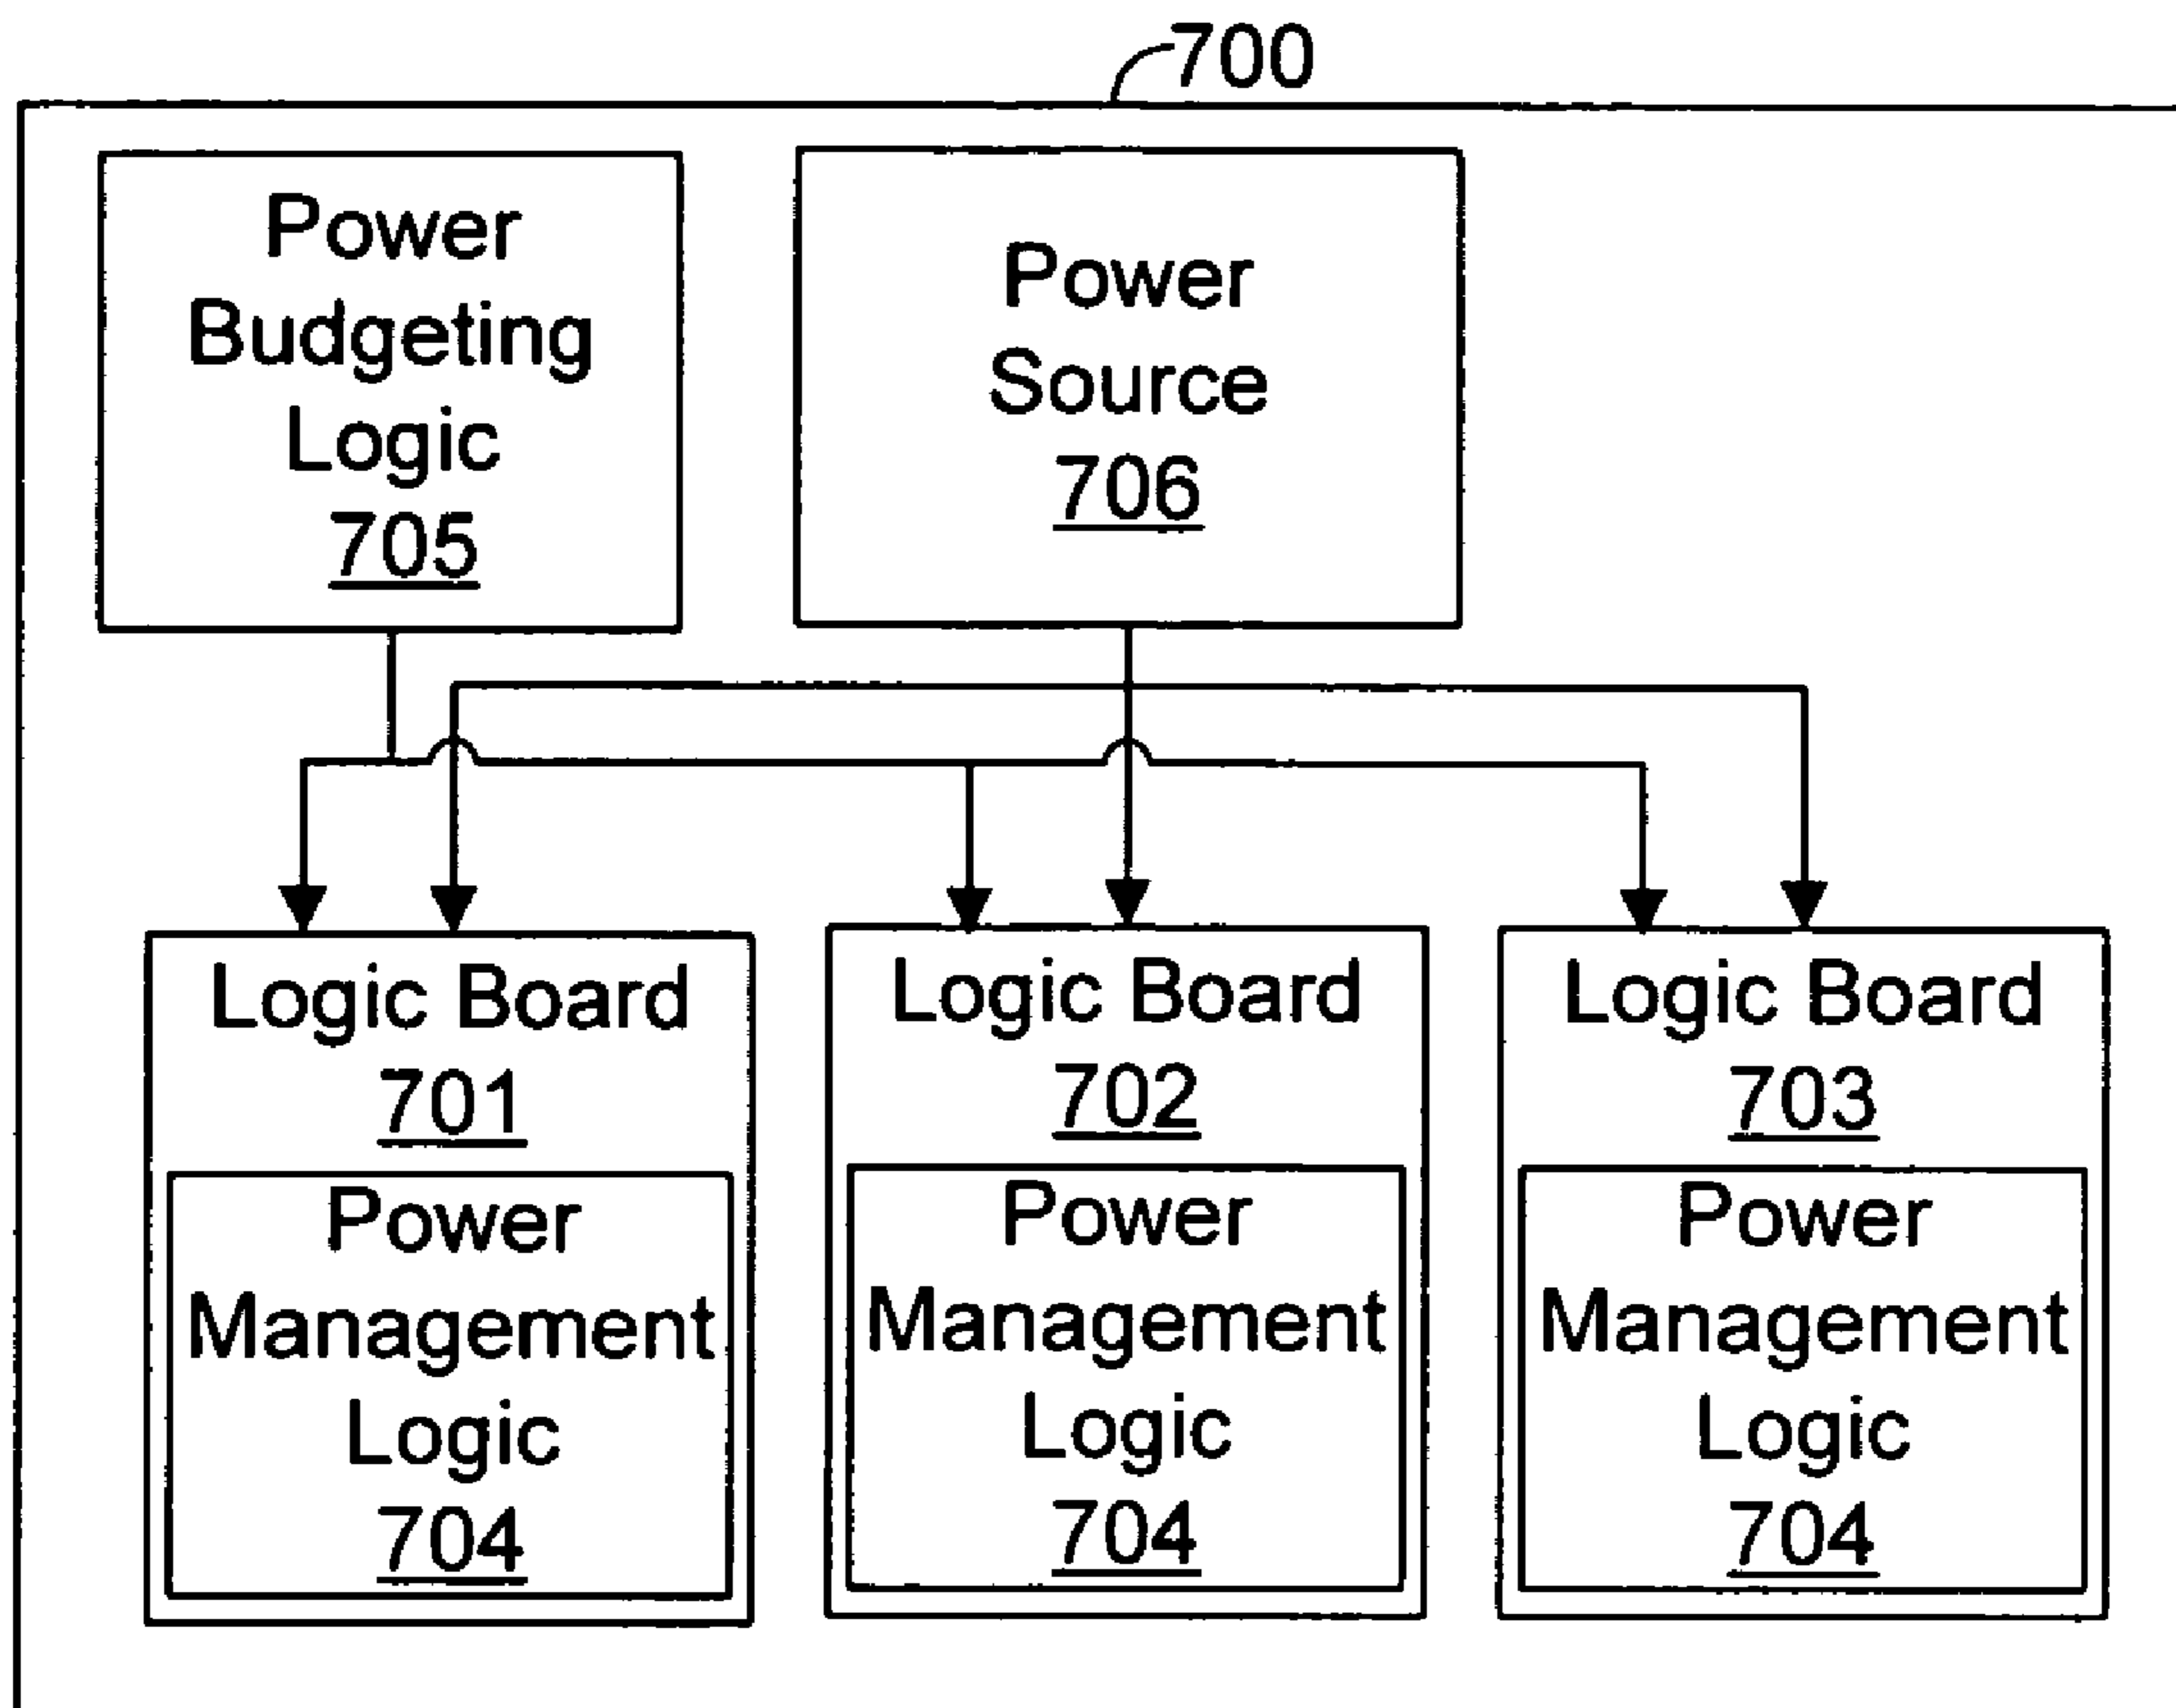 700
Power
Budgeting
Logic
705
Power
Source
706
Logic Board
701
Power
Management
Logic
704
Logic Board
702
Power
Management
Logic
704
Logic Board
703
Power
Management
Logic
704